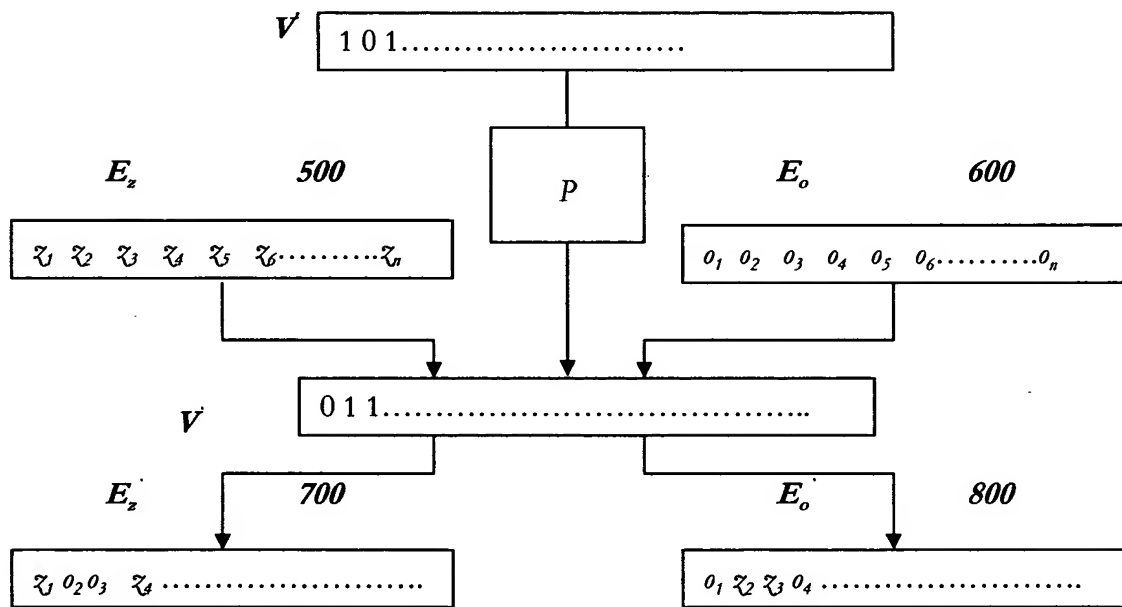 V'
1 0 1..............................
P
E_z 500
E_o 600
z_1 z_2 z_3 z_4 z_5 z_6..........z_n
o_1 o_2 o_3 o_4 o_5 o_6..........o_n
0 1 1..................................................
V'
E_z' 700
E_o' 800
z_1 o_2 o_3 z_4 ..............................
o_1 z_2 z_3 o_4 ..............................